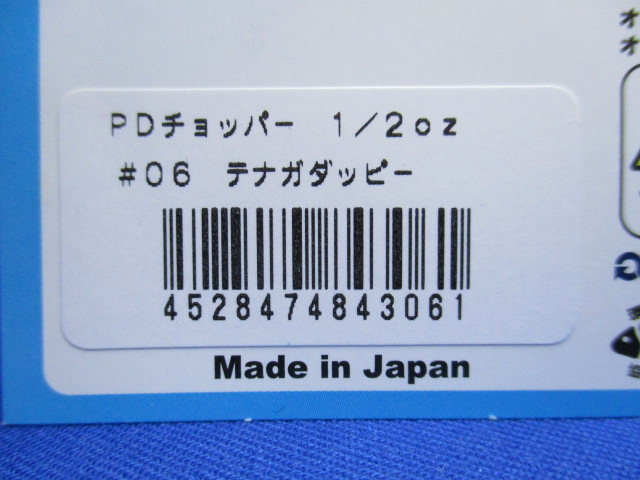 PDチョッパー 1/2oz
#06 テナガダッピー
4528474843061
Made in Japan